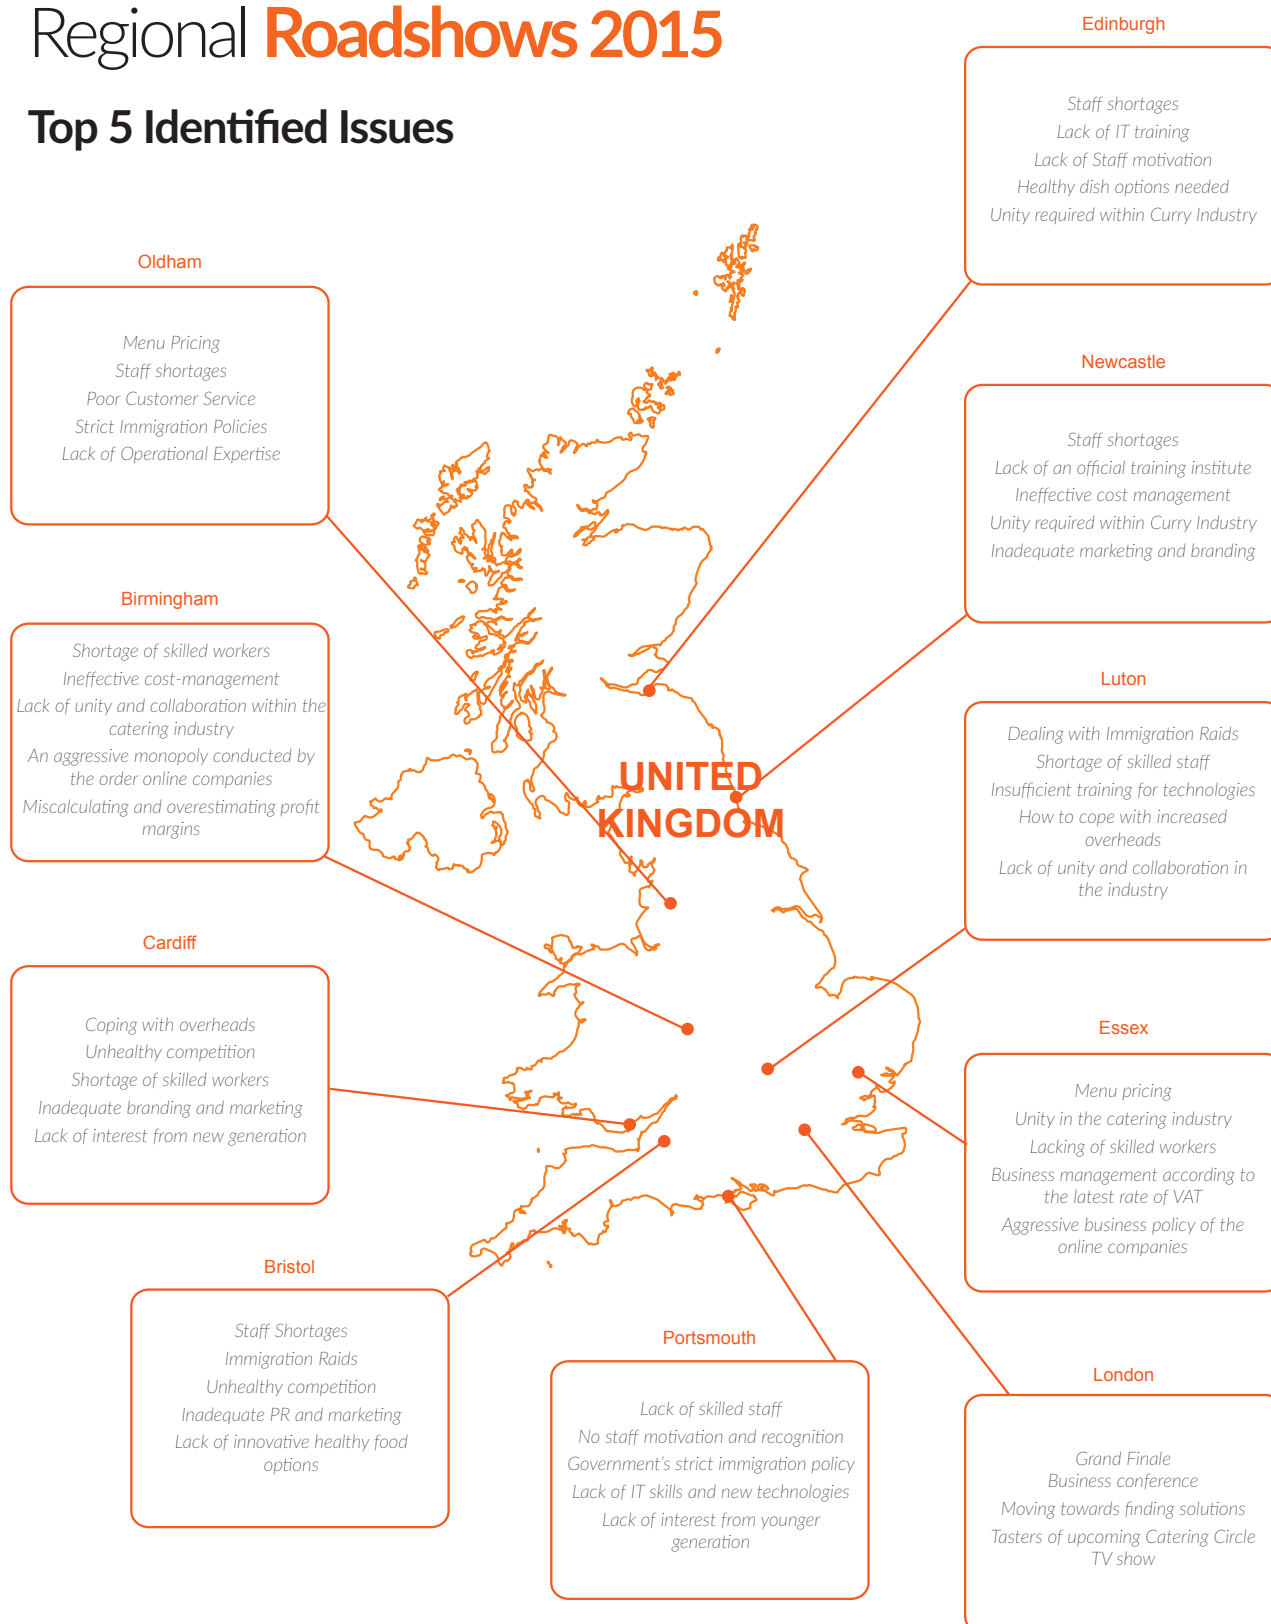 Regional Roadshows 2015
Top 5 Identified Issues
Edinburgh
Staff shortages
Lack of IT training
Lack of Staff motivation
Healthy dish options needed
Unity required within Curry Industry
Oldham
Menu Pricing
Staff shortages
Poor Customer Service
Strict Immigration Policies
Lack of Operational Expertise
Newcastle
Staff shortages
Lack of an official training institute
Ineffective cost management
Unity required within Curry Industry
Inadequate marketing and branding
Birmingham
Shortage of skilled workers
Ineffective cost-management
Lack of unity and collaboration within the
catering industry
An aggressive monopoly conducted by
the order online companies
Miscalculating and overestimating profit
margins
Luton
Dealing with Immigration Raids
Shortage of skilled staff
Insufficient training for technologies
How to cope with increased
overheads
Lack of unity and collaboration in
the industry
UNITED
KINGDOM
Cardiff
Coping with overheads
Unhealthy competition
Shortage of skilled workers
Inadequate branding and marketing
Lack of interest from new generation
Essex
Menu pricing
Unity in the catering industry
Lacking of skilled workers
Business management according to
the latest rate of VAT
Aggressive business policy of the
online companies
Bristol
Staff Shortages
Immigration Raids
Unhealthy competition
Inadequate PR and marketing
Lack of innovative healthy food
options
Portsmouth
Lack of skilled staff
No staff motivation and recognition
Government's strict immigration policy
Lack of IT skills and new technologies
Lack of interest from younger
generation
London
Grand Finale
Business conference
Moving towards finding solutions
Tasters of upcoming Catering Circle
TV show